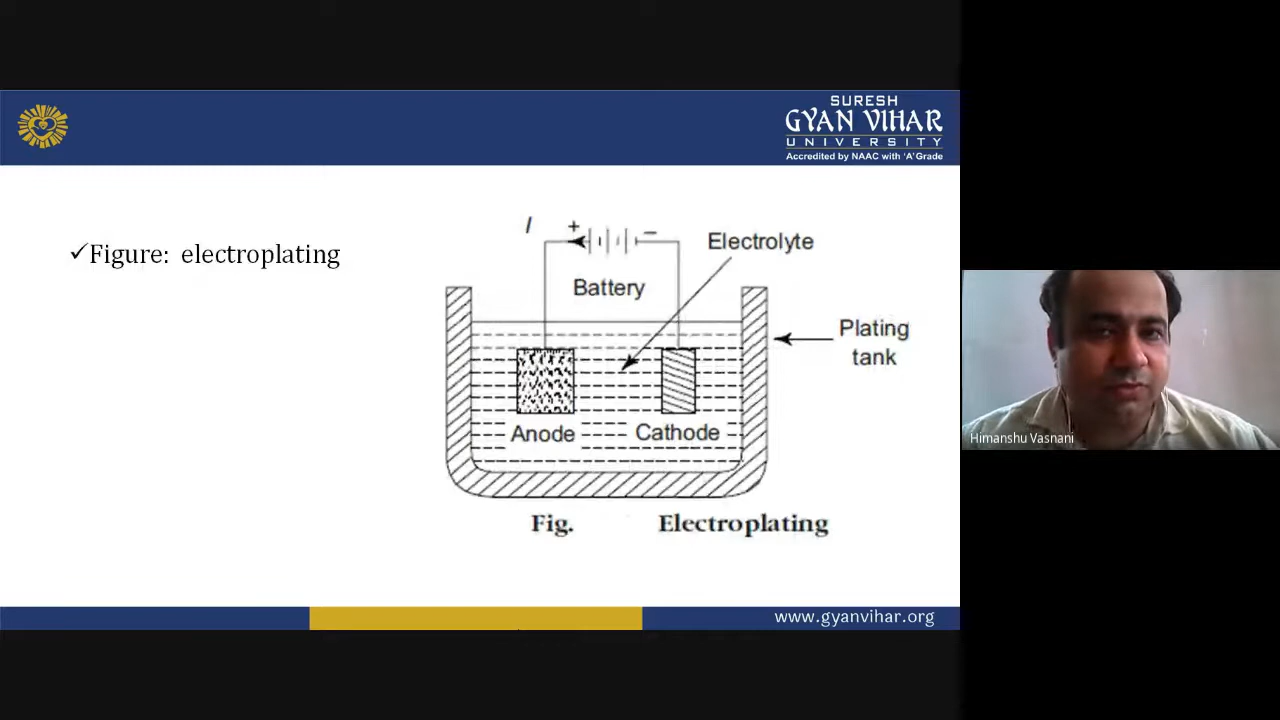 SURESH
GYAN VIHAR
UNIVERSITY
Accredited by NAAC with 'A' Grade
✓Figure: electroplating
I
+
−
Electrolyte
Battery
Plating
tank
Anode
Cathode
Fig.
Electroplating
www.gyanvihar.org
Himanshu Vasnani